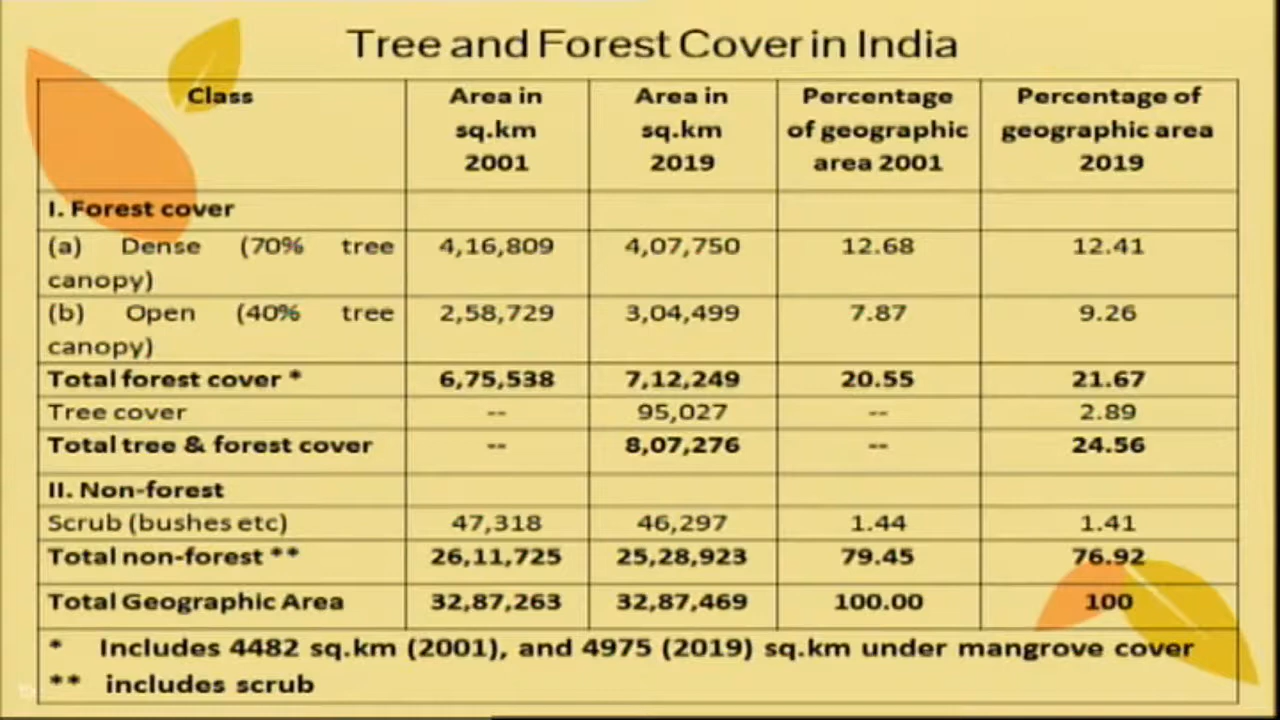 Tree and Forest Cover in India
Class | Area in sq.km 2001 | Area in sq.km 2019 | Percentage of geographic area 2001 | Percentage of geographic area 2019
I. Forest cover
(a) Dense (70% tree canopy) | 4,16,809 | 4,07,750 | 12.68 | 12.41
(b) Open (40% tree canopy) | 2,58,729 | 3,04,499 | 7.87 | 9.26
Total forest cover * | 6,75,538 | 7,12,249 | 20.55 | 21.67
Tree cover | -- | 95,027 | -- | 2.89
Total tree & forest cover | -- | 8,07,276 | -- | 24.56
II. Non-forest
Scrub (bushes etc) | 47,318 | 46,297 | 1.44 | 1.41
Total non-forest ** | 26,11,725 | 25,28,923 | 79.45 | 76.92
Total Geographic Area | 32,87,263 | 32,87,469 | 100.00 | 100
* Includes 4482 sq.km (2001), and 4975 (2019) sq.km under mangrove cover
** includes scrub